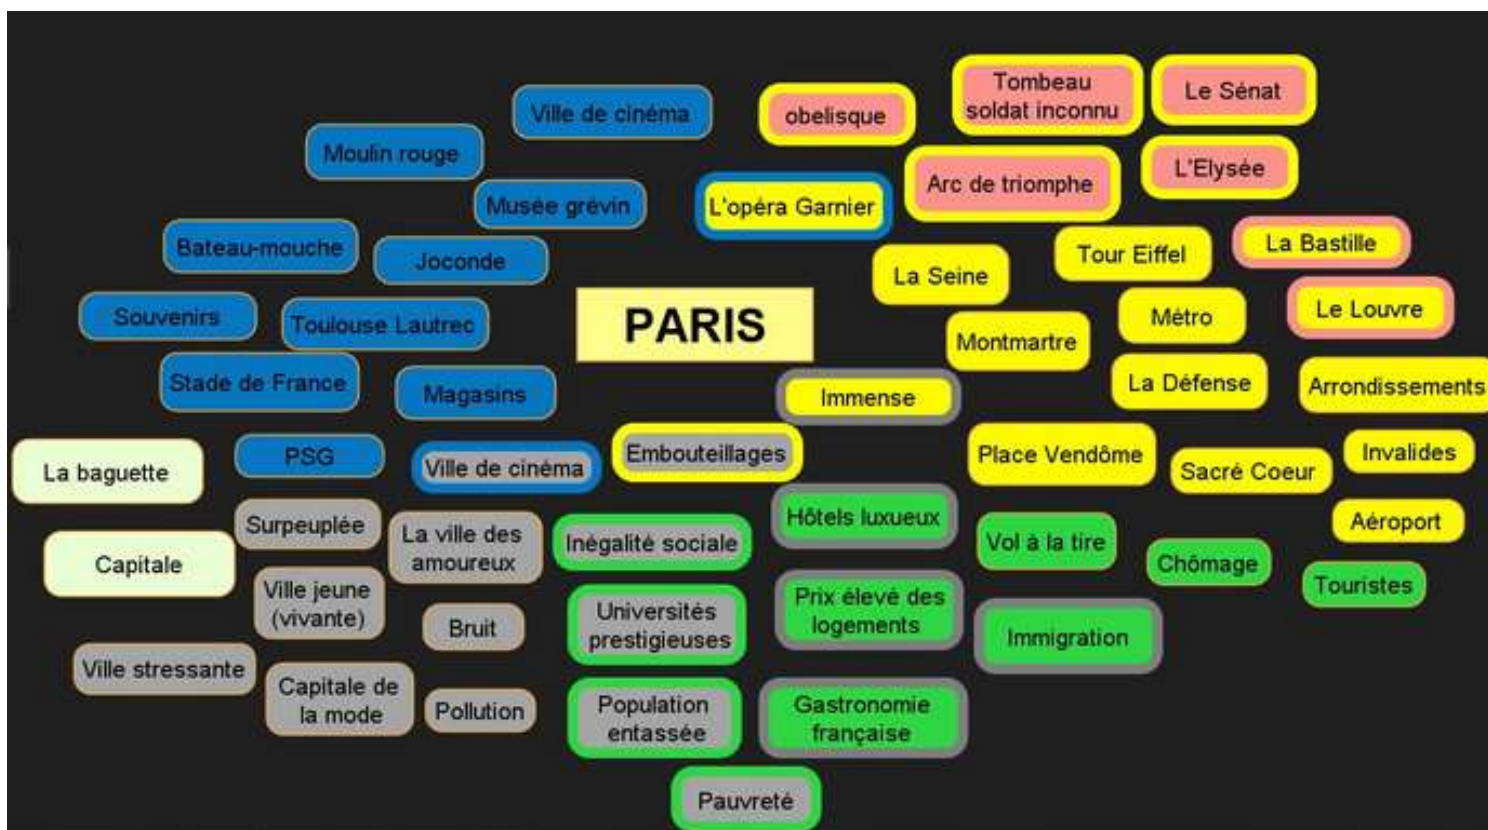 Tombeau
soldat inconnu
Le Sénat
Ville de cinéma
obelisque
Moulin rouge
L'Elysée
Arc de triomphe
Musée grévin
L'opéra Garnier
Bateau-mouche
Joconde
Tour Eiffel
La Bastille
La Seine
Souvenirs
Toulouse Lautrec
PARIS
Métro
Le Louvre
Montmartre
Stade de France
Magasins
Immense
La Défense
Arrondissements
La baguette
PSG
Ville de cinéma
Embouteillages
Place Vendôme
Sacré Coeur
Invalides
Surpeuplée
La ville des
amoureux
Inégalité sociale
Hôtels luxueux
Vol à la tire
Aéroport
Capitale
Chômage
Touristes
Ville jeune
(vivante)
Bruit
Universités
prestigieuses
Prix élevé des
logements
Immigration
Ville stressante
Capitale de
la mode
Pollution
Population
entassée
Gastronomie
française
Pauvreté